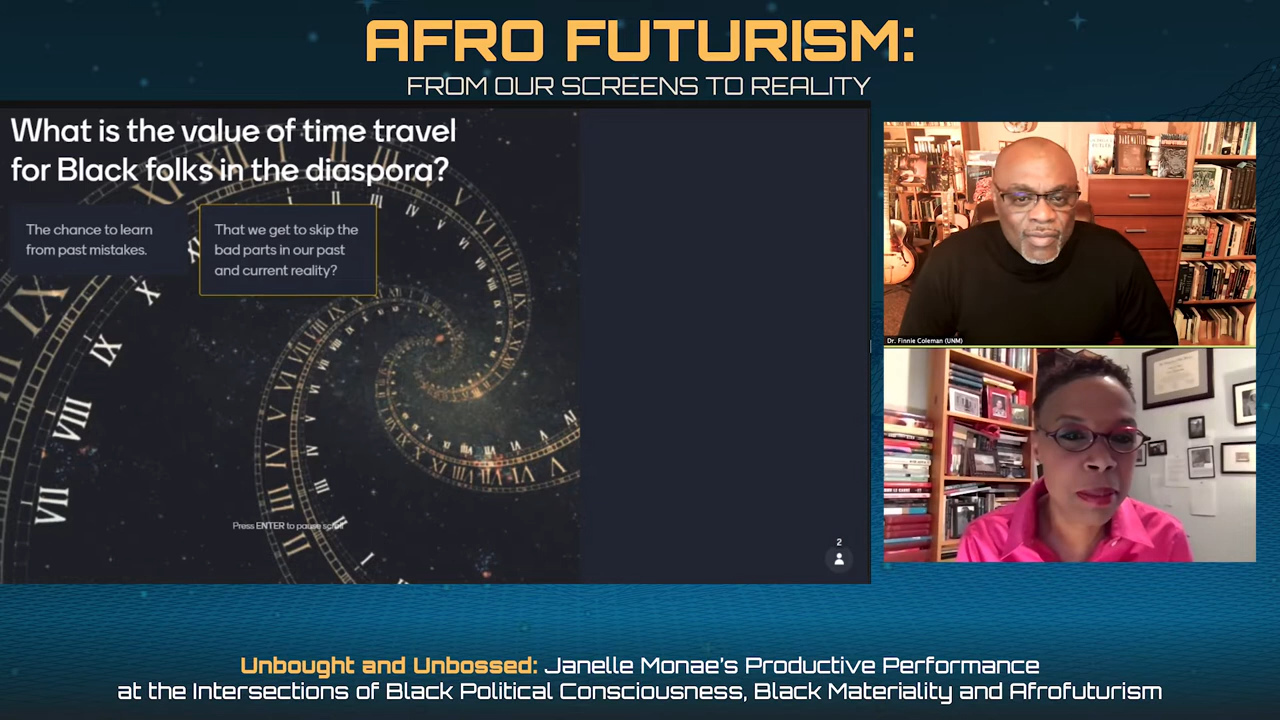 AFRO FUTURISM:
FROM OUR SCREENS TO REALITY
What is the value of time travel
for Black folks in the diaspora?
The chance to learn
from past mistakes.
That we get to skip the
bad parts in our past
and current reality?
Press ENTER to pause scroll
2
Dr. Finnie Coleman (UNM)
DARK MATTER
Unbought and Unbossed: Janelle Monae's Productive Performance
at the Intersections of Black Political Consciousness, Black Materiality and Afrofuturism